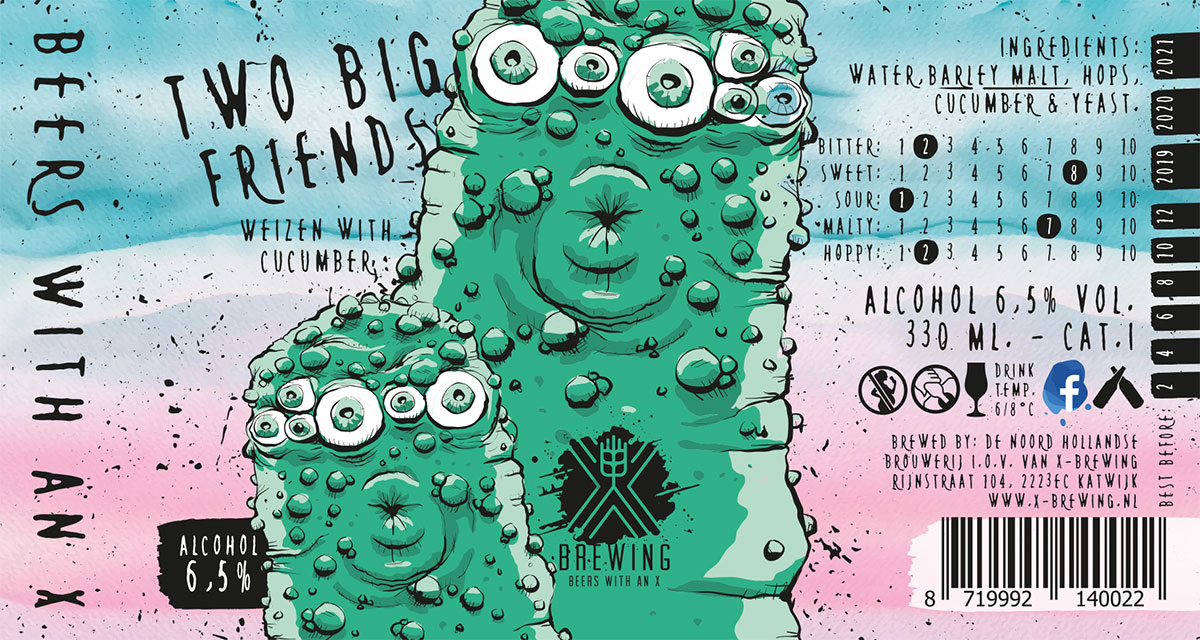 BEERS WITH AN X
TWO BIG
FRIENDS
WEIZEN WITH
CUCUMBER
ALCOHOL
6,5%
BREWING
BEERS WITH AN X
INGREDIENTS:
WATER, BARLEY MALT, HOPS,
CUCUMBER & YEAST.
BITTER: 1 2 3 4 5 6 7 8 9 10
SWEET: 1 2 3 4 5 6 7 8 9 10
SOUR: 1 2 3 4 5 6 7 8 9 10
MALTY: 1 2 3 4 5 6 7 8 9 10
HOPPY: 1 2 3 4 5 6 7 8 9 10
ALCOHOL 6,5% VOL.
330 ML. - CAT.I
DRINK
TEMP.
6/8°C
f
BREWED BY: DE NOORD HOLLANDSE
BROUWERIJ I.O.V. VAN X-BREWING
RIJNSTRAAT 104, 2223EC KATWIJK
WWW.X-BREWING.NL
8 719992 140022
BEST BEFORE: 2 4 6 8 10 12 2019 2020 2021